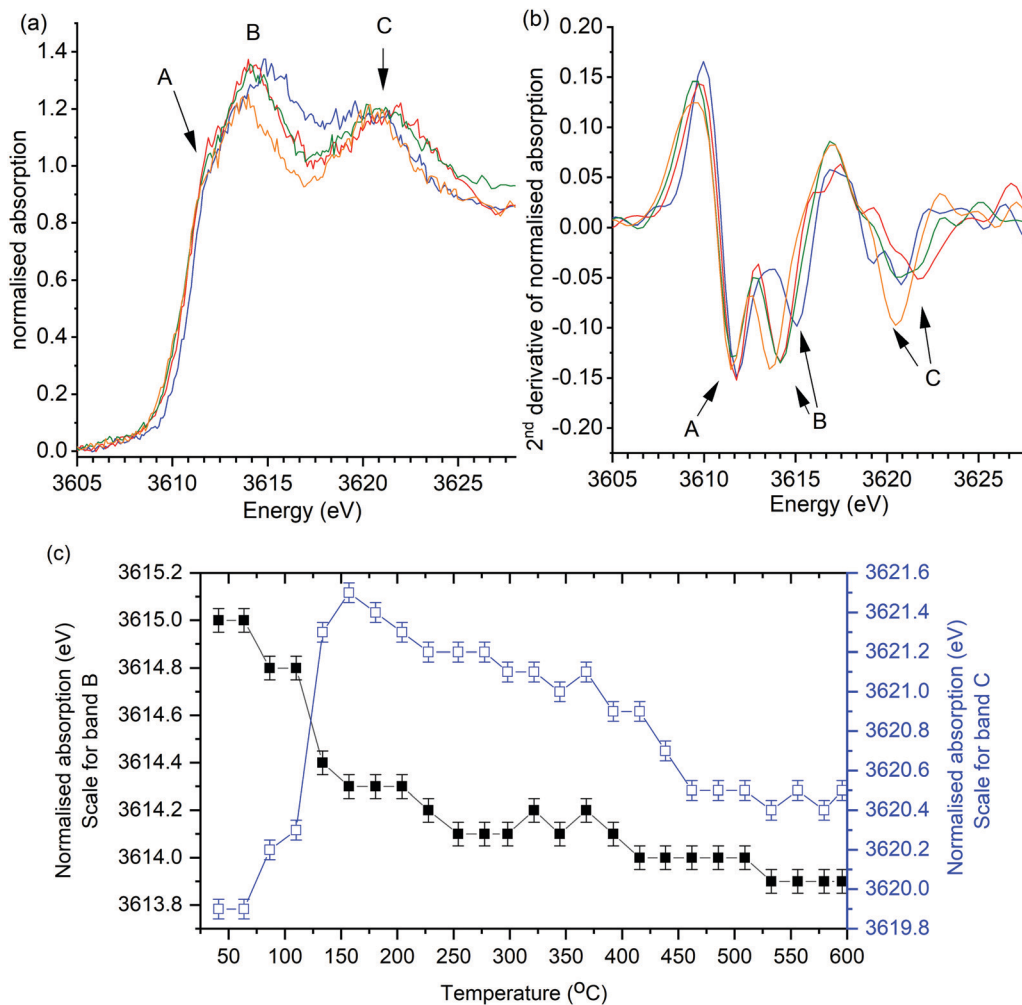 (a)
B
C
A
1.4
1.2
1.0
0.8
0.6
0.4
0.2
0.0
normalised absorption
3605 3610 3615 3620 3625
Energy (eV)
(b)
0.20
0.15
0.10
0.05
0.00
-0.05
-0.10
-0.15
-0.20
2nd derivative of normalised absorption
A
B
C
3605 3610 3615 3620 3625
Energy (eV)
(c)
3615.2
3615.0
3614.8
3614.6
3614.4
3614.2
3614.0
3613.8
Normalised absorption (eV)
Scale for band B
3621.6
3621.4
3621.2
3621.0
3620.8
3620.6
3620.4
3620.2
3620.0
3619.8
Normalised absorption (eV)
Scale for band C
50 100 150 200 250 300 350 400 450 500 550 600
Temperature (OC)